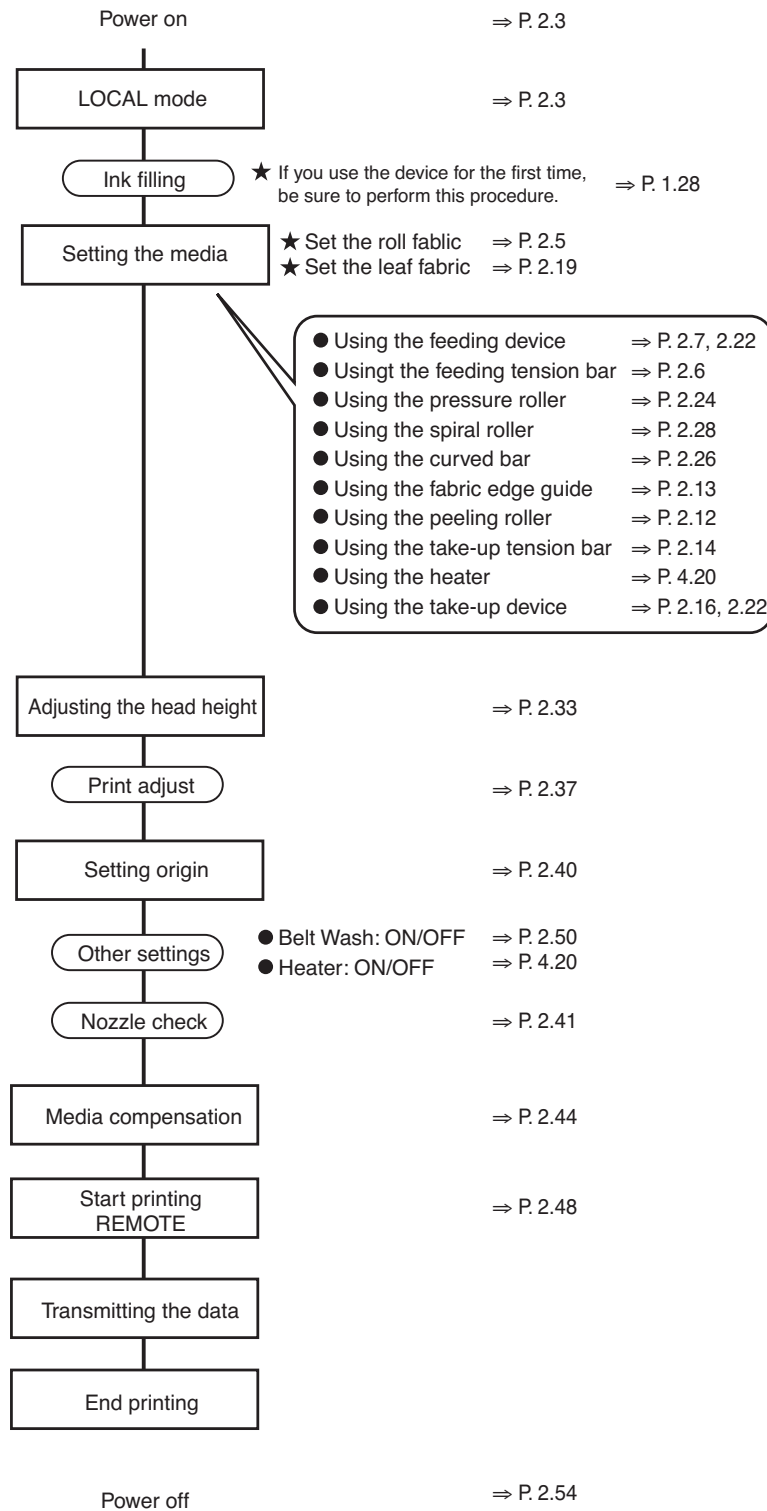 Power on ⇒ P. 2.3
LOCAL mode ⇒ P. 2.3
Ink filling ★ If you use the device for the first time,
be sure to perform this procedure. ⇒ P. 1.28
Setting the media ★ Set the roll fablic ⇒ P. 2.5
★ Set the leaf fabric ⇒ P. 2.19
● Using the feeding device ⇒ P. 2.7, 2.22
● Usingt the feeding tension bar ⇒ P. 2.6
● Using the pressure roller ⇒ P. 2.24
● Using the spiral roller ⇒ P. 2.28
● Using the curved bar ⇒ P. 2.26
● Using the fabric edge guide ⇒ P. 2.13
● Using the peeling roller ⇒ P. 2.12
● Using the take-up tension bar ⇒ P. 2.14
● Using the heater ⇒ P. 4.20
● Using the take-up device ⇒ P. 2.16, 2.22
Adjusting the head height ⇒ P. 2.33
Print adjust ⇒ P. 2.37
Setting origin ⇒ P. 2.40
Other settings ● Belt Wash: ON/OFF ⇒ P. 2.50
● Heater: ON/OFF ⇒ P. 4.20
Nozzle check ⇒ P. 2.41
Media compensation ⇒ P. 2.44
Start printing
REMOTE ⇒ P. 2.48
Transmitting the data
End printing
Power off ⇒ P. 2.54